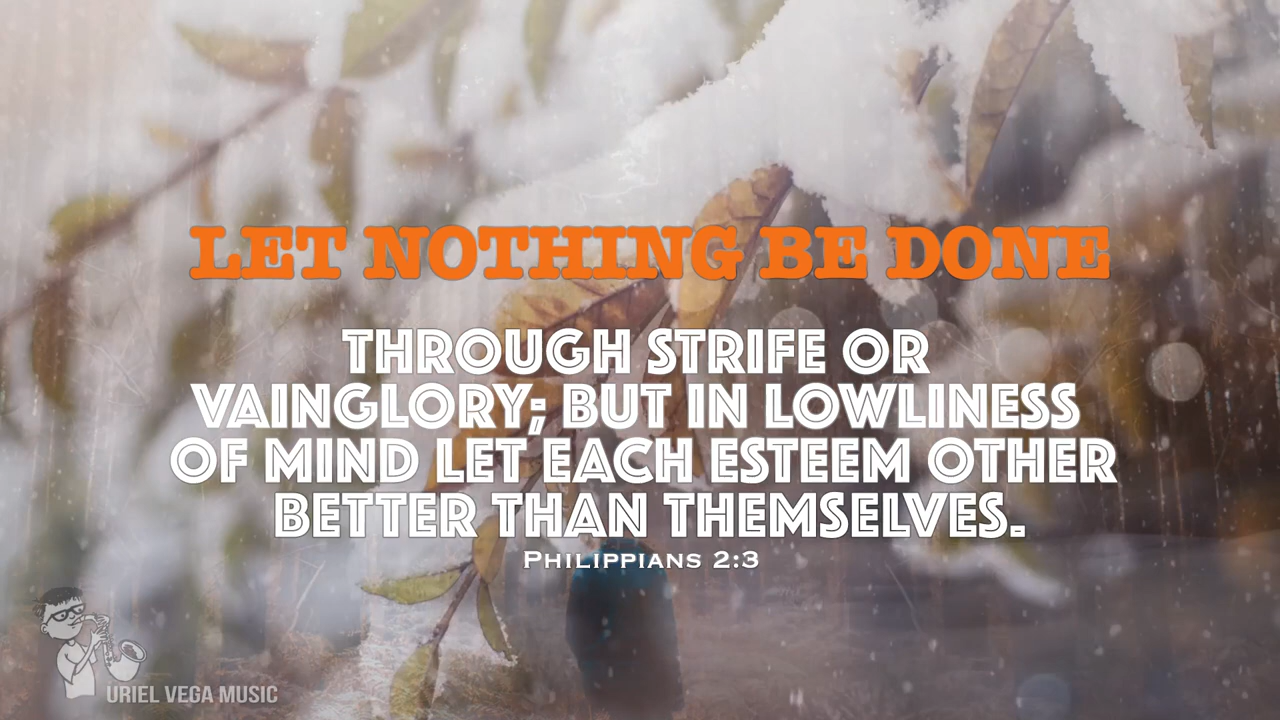 LET NOTHING BE DONE
THROUGH STRIFE OR
VAINGLORY; BUT IN LOWLINESS
OF MIND LET EACH ESTEEM OTHER
BETTER THAN THEMSELVES.
PHILIPPIANS 2:3
URIEL VEGA MUSIC